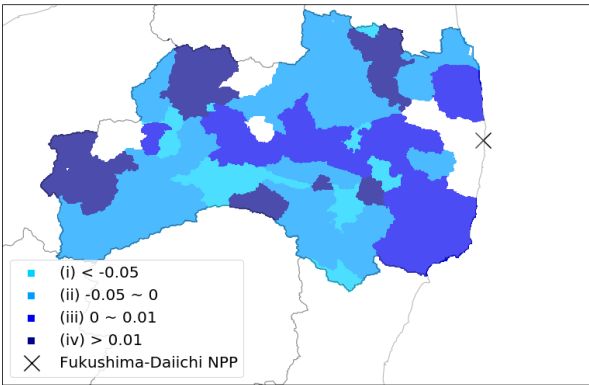 (i) < -0.05
(ii) -0.05 ~ 0
(iii) 0 ~ 0.01
(iv) > 0.01
Fukushima-Daiichi NPP